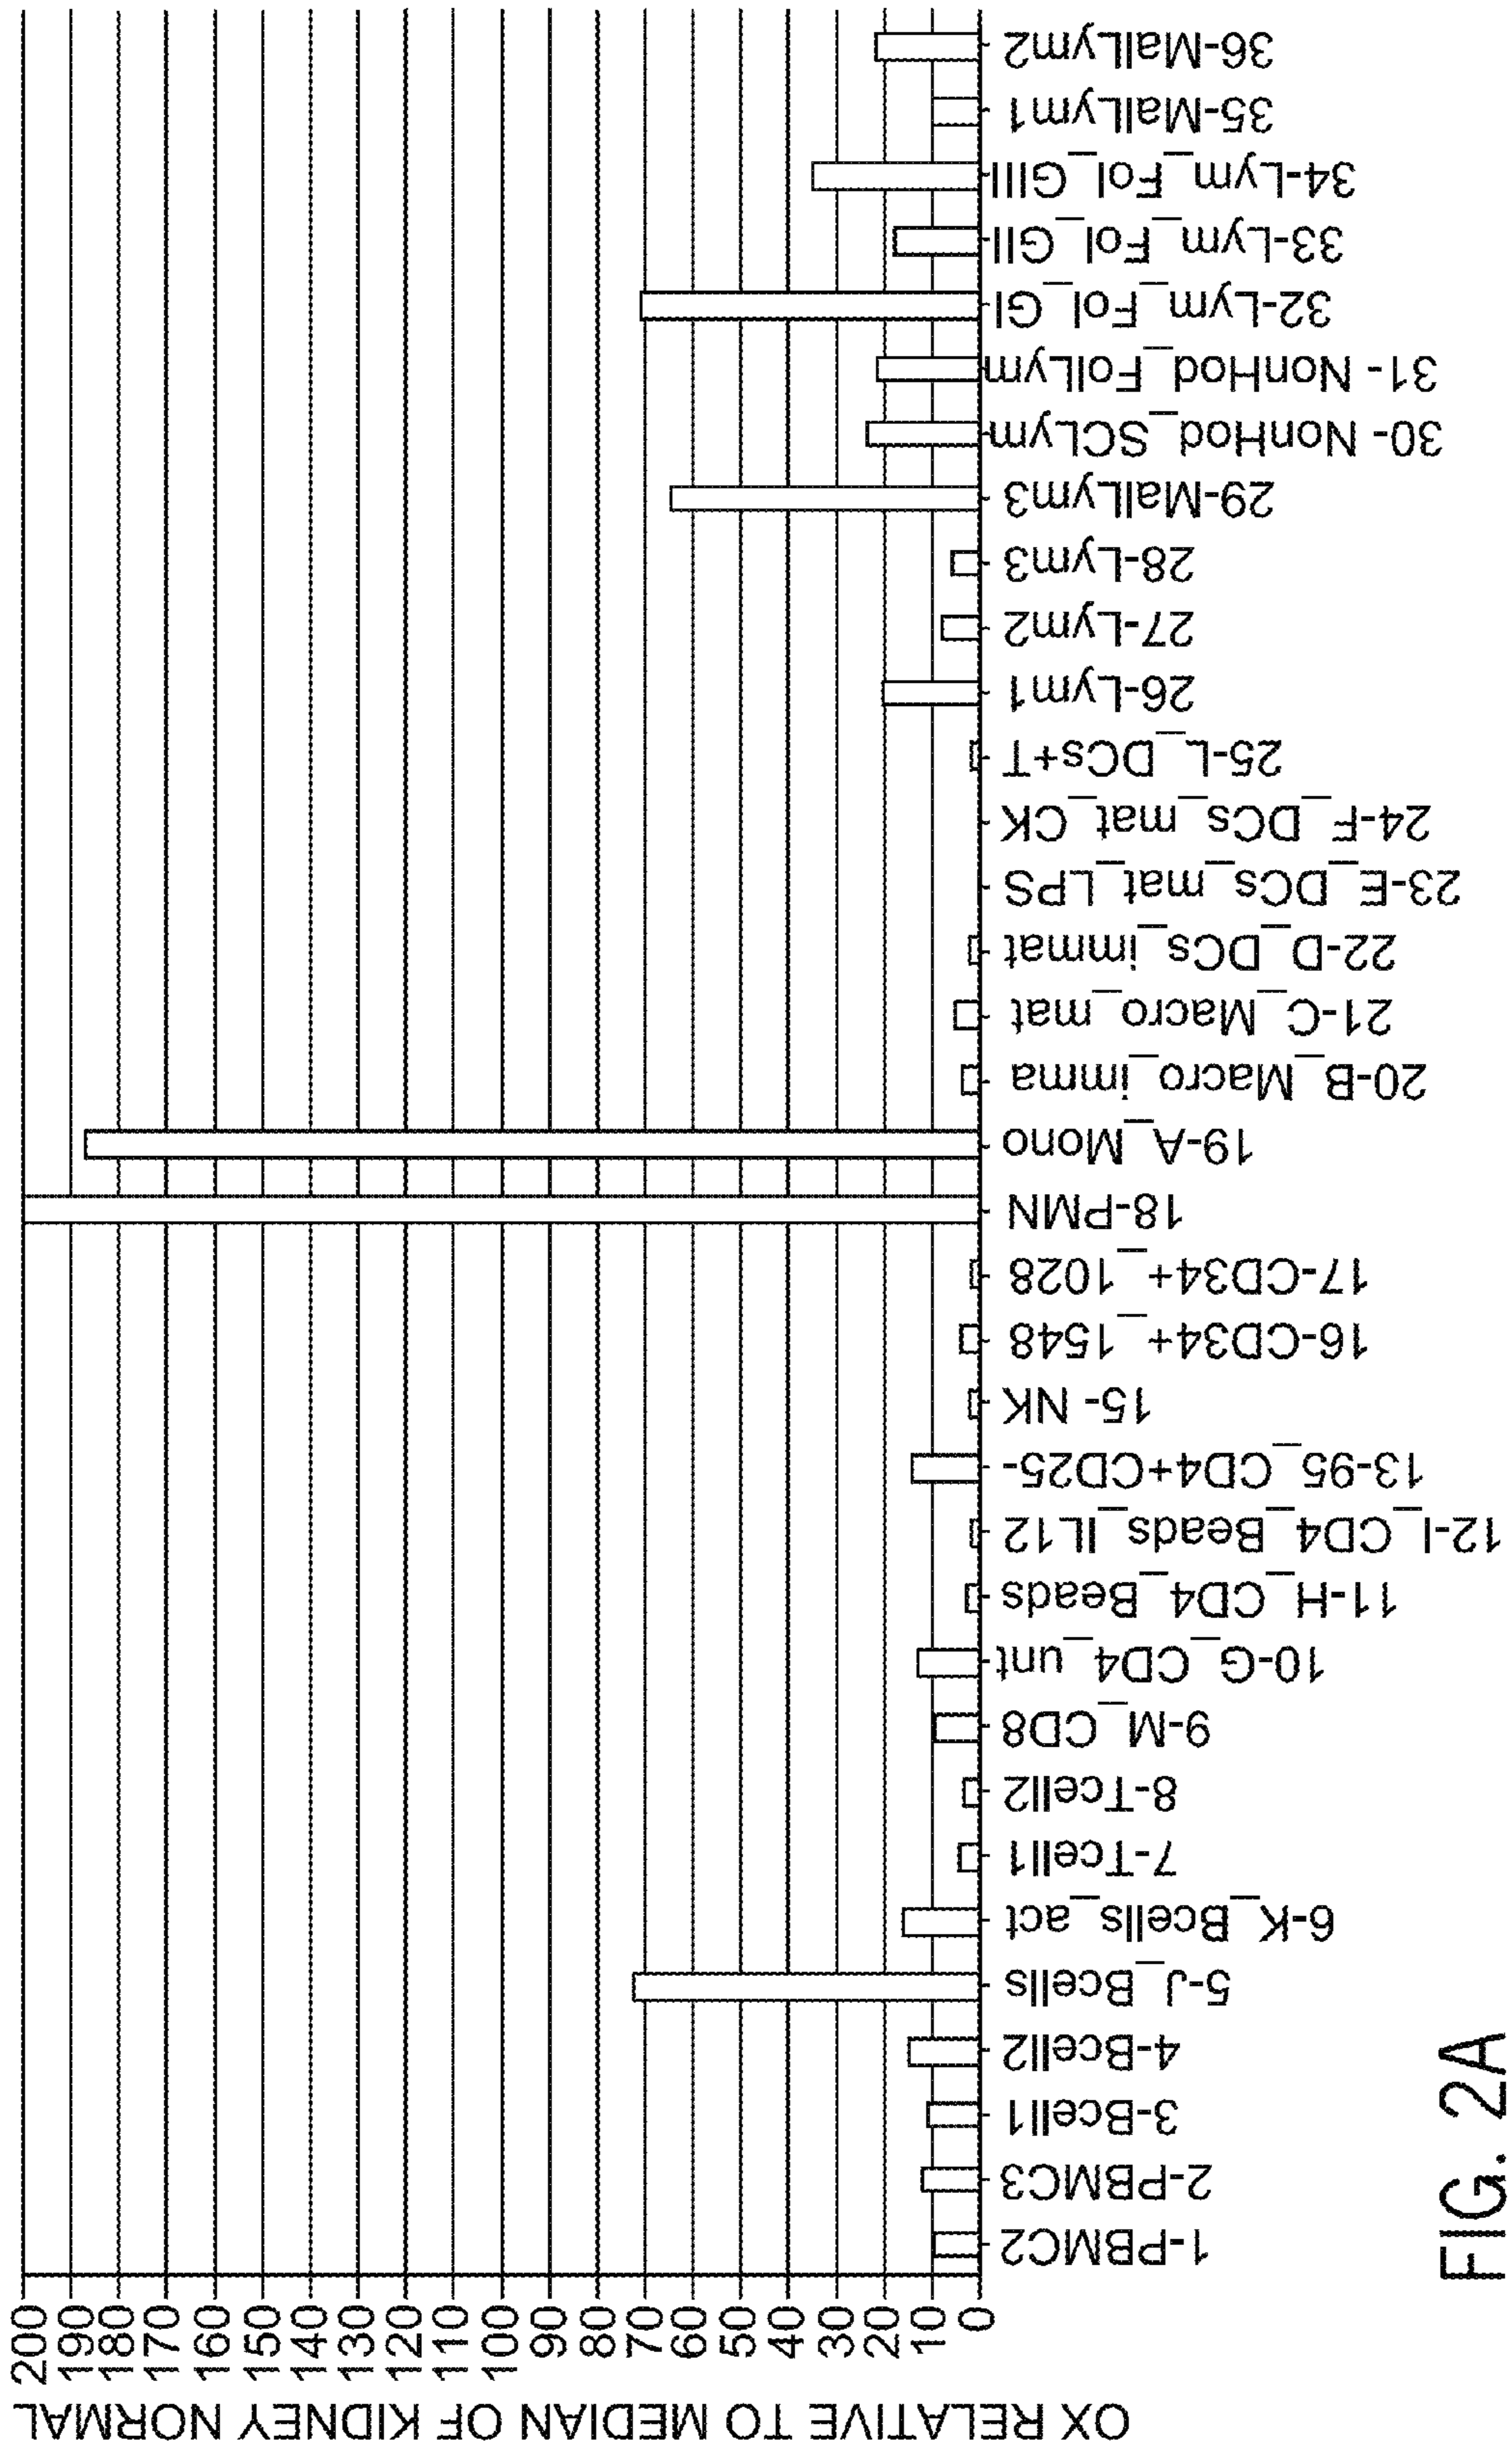 OX RELATIVE TO MEDIAN OF KIDNEY NORMAL
200
190
180
170
160
150
140
130
120
110
100
90
80
70
60
50
40
30
20
10
0
1-PBMC2
2-PBMC3
3-Bcell1
4-Bcell2
5-J_Bcells
6-K_Bcells_act
7-Tcell1
8-Tcell2
9-M_CD8
10-G_CD4_unt
11-H_CD4_Beads
12-I_CD4_Beads_IL12
13-95_CD4+CD25-
15- NK
16-CD34+_1548
17-CD34+_1028
18-PMN
19-A_Mono
20-B_Macro_imma
21-C_Macro_mat
22-D_DCs_immat
23-E_DCs_mat_LPS
24-F_DCs_mat_CK
25-L_DCs+T
26-Lym1
27-Lym2
28-Lym3
29-MalLym3
30- NonHod_SCLym
31- NonHod_FolLym
32-Lym_Fol_GI
33-Lym_Fol_GII
34-Lym_Fol_GIII
35-MalLym1
36-MalLym2
FIG. 2A